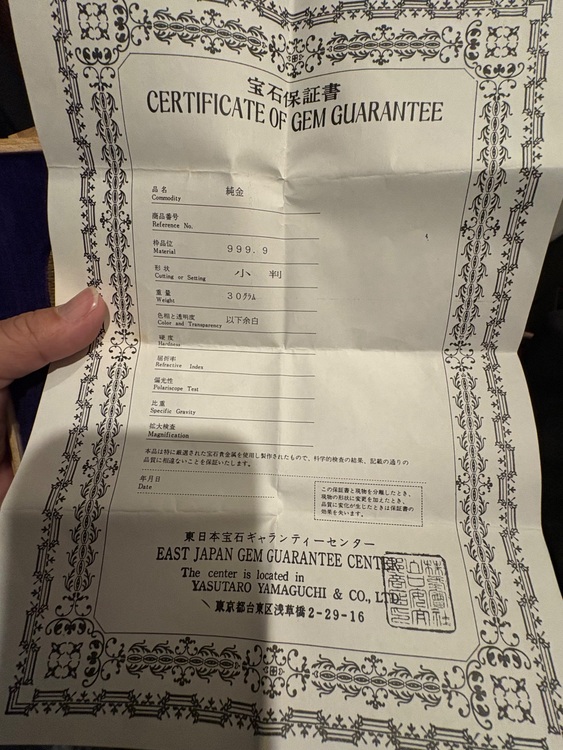 宝石保証書
CERTIFICATE OF GEM GUARANTEE
品名 純金
Commodity
商品番号
Reference No.
枠品位 999.9
Material
形状 小判
Cutting or Setting
重量 30グラム
Weight
色相と透明度 以下余白
Color and Transparency
硬度
Hardness
屈折率
Refractive Index
偏光性
Polariscope Test
比重
Specific Gravity
拡大検査
Magnification
本品は特に厳選された宝石貴金属を使用し製作されたもので、科学的検査の結果、記載の通りの
品質に相違ないことを保証いたします。
年月日
Date
この保証書と現物を分離したとき、
現物の形状に変更を加えたとき、
品質に変化が生じたときは保証書の
効果を失います。
東日本宝石ギャランティーセンター
EAST JAPAN GEM GUARANTEE CENTER
The center is located in
YASUTARO YAMAGUCHI & CO., LTD.
東京都台東区浅草橋2-29-16